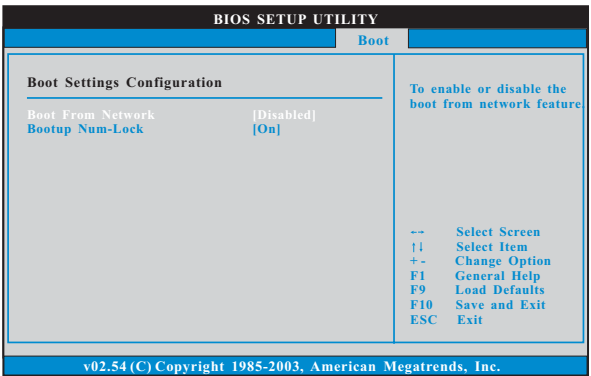 BIOS SETUP UTILITY
Boot
Boot Settings Configuration
Boot From Network [Disabled]
Bootup Num-Lock [On]
To enable or disable the
boot from network feature.
←→ Select Screen
↑↓ Select Item
+ - Change Option
F1 General Help
F9 Load Defaults
F10 Save and Exit
ESC Exit
v02.54 (C) Copyright 1985-2003, American Megatrends, Inc.